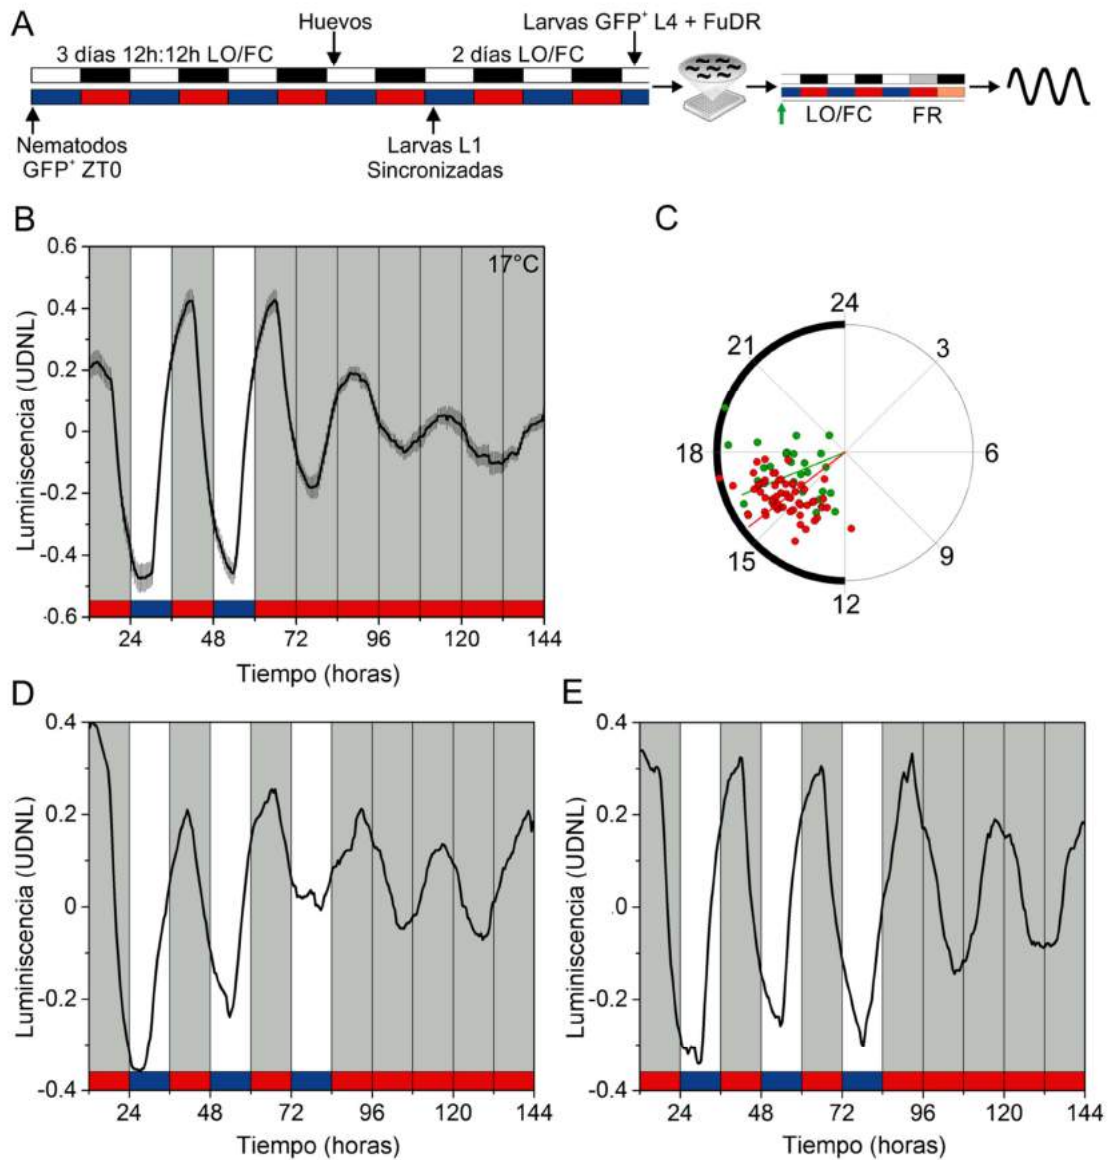 A
Huevos
Larvas GFP⁺ L4 + FuDR
3 días 12h:12h LO/FC
2 días LO/FC
LO/FC
FR
Nematodos
GFP⁺ ZT0
Larvas L1
Sincronizadas
B
C
0.6
17°C
0.4
0.2
0
-0.2
-0.4
-0.6
Luminiscencia (UDNL)
24
48
72
96
120
144
Tiempo (horas)
24
3
6
9
12
15
18
21
D
E
0.4
0.2
0
-0.2
-0.4
Luminiscencia (UDNL)
24
48
72
96
120
144
Tiempo (horas)
0.4
0.2
.0
-0.2
-0.4
Luminiscencia (UDNL)
24
48
72
96
120
144
Tiempo (horas)